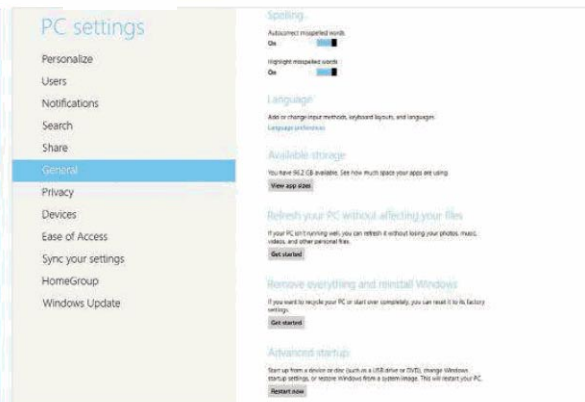 PC settings
Personalize
Users
Notifications
Search
Share
General
Privacy
Devices
Ease of Access
Sync your settings
HomeGroup
Windows Update
Spelling
Autocorrect misspelled words
On
Highlight misspelled words
On
Language
Add or change input methods, keyboard layouts, and languages.
Language preferences
Available storage
You have 96.2 GB available. See how much space your apps are using.
View app sizes
Refresh your PC without affecting your files
If your PC isn't running well, you can refresh it without losing your photos, music,
videos, and other personal files.
Get started
Remove everything and reinstall Windows
If you want to recycle your PC or start over completely, you can reset it to its factory
settings.
Get started
Advanced startup
Start up from a device or disc (such as a USB drive or DVD), change Windows
startup settings, or restore Windows from a system image. This will restart your PC.
Restart now